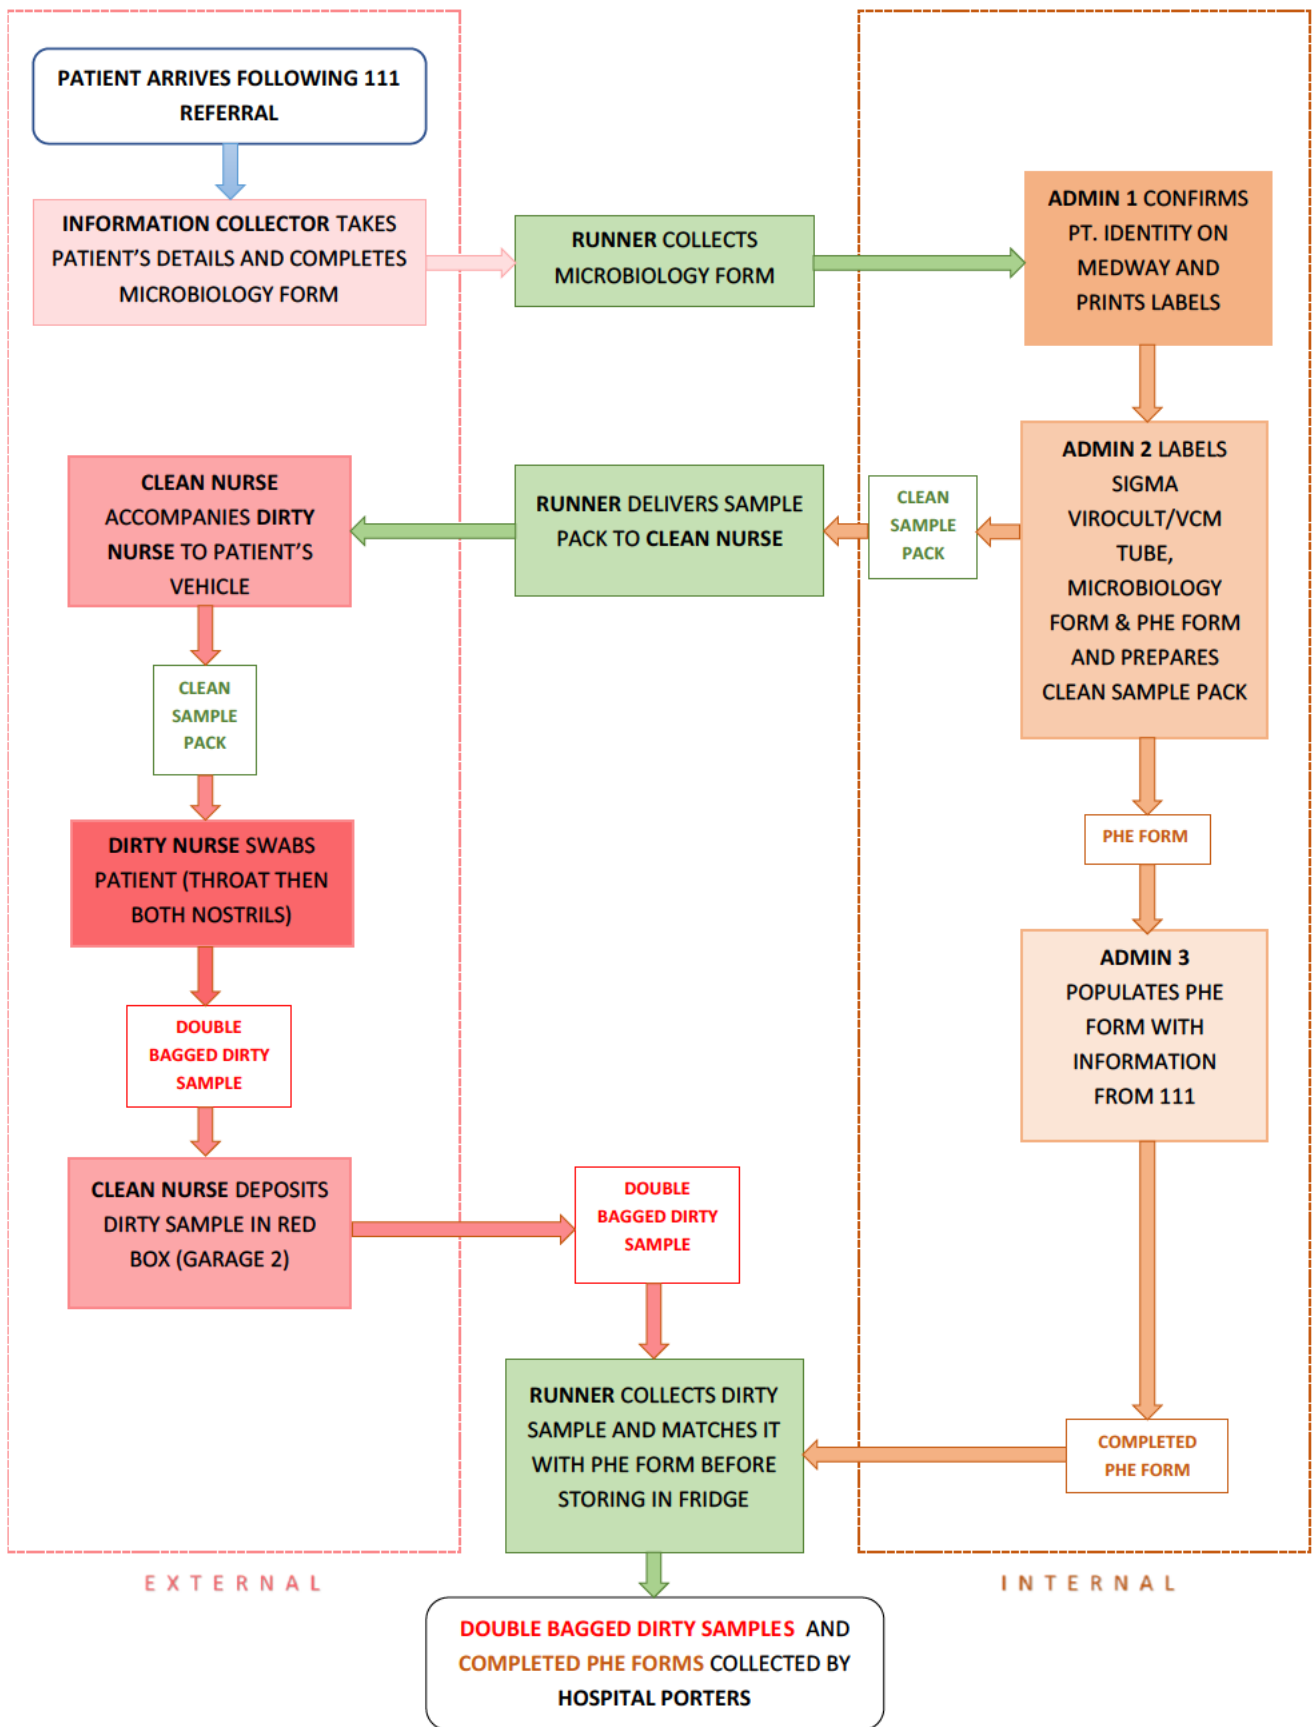 PATIENT ARRIVES FOLLOWING 111
REFERRAL
INFORMATION COLLECTOR TAKES
PATIENT’S DETAILS AND COMPLETES
MICROBIOLOGY FORM
RUNNER COLLECTS
MICROBIOLOGY FORM
ADMIN 1 CONFIRMS
PT. IDENTITY ON
MEDWAY AND
PRINTS LABELS
ADMIN 2 LABELS
SIGMA
VIROCULT/VCM
TUBE,
MICROBIOLOGY
FORM & PHE FORM
AND PREPARES
CLEAN SAMPLE PACK
CLEAN
SAMPLE
PACK
RUNNER DELIVERS SAMPLE
PACK TO CLEAN NURSE
CLEAN NURSE
ACCOMPANIES DIRTY
NURSE TO PATIENT’S
VEHICLE
CLEAN
SAMPLE
PACK
DIRTY NURSE SWABS
PATIENT (THROAT THEN
BOTH NOSTRILS)
DOUBLE
BAGGED DIRTY
SAMPLE
CLEAN NURSE DEPOSITS
DIRTY SAMPLE IN RED
BOX (GARAGE 2)
DOUBLE
BAGGED DIRTY
SAMPLE
PHE FORM
ADMIN 3
POPULATES PHE
FORM WITH
INFORMATION
FROM 111
COMPLETED
PHE FORM
RUNNER COLLECTS DIRTY
SAMPLE AND MATCHES IT
WITH PHE FORM BEFORE
STORING IN FRIDGE
EXTERNAL
INTERNAL
DOUBLE BAGGED DIRTY SAMPLES AND
COMPLETED PHE FORMS COLLECTED BY
HOSPITAL PORTERS